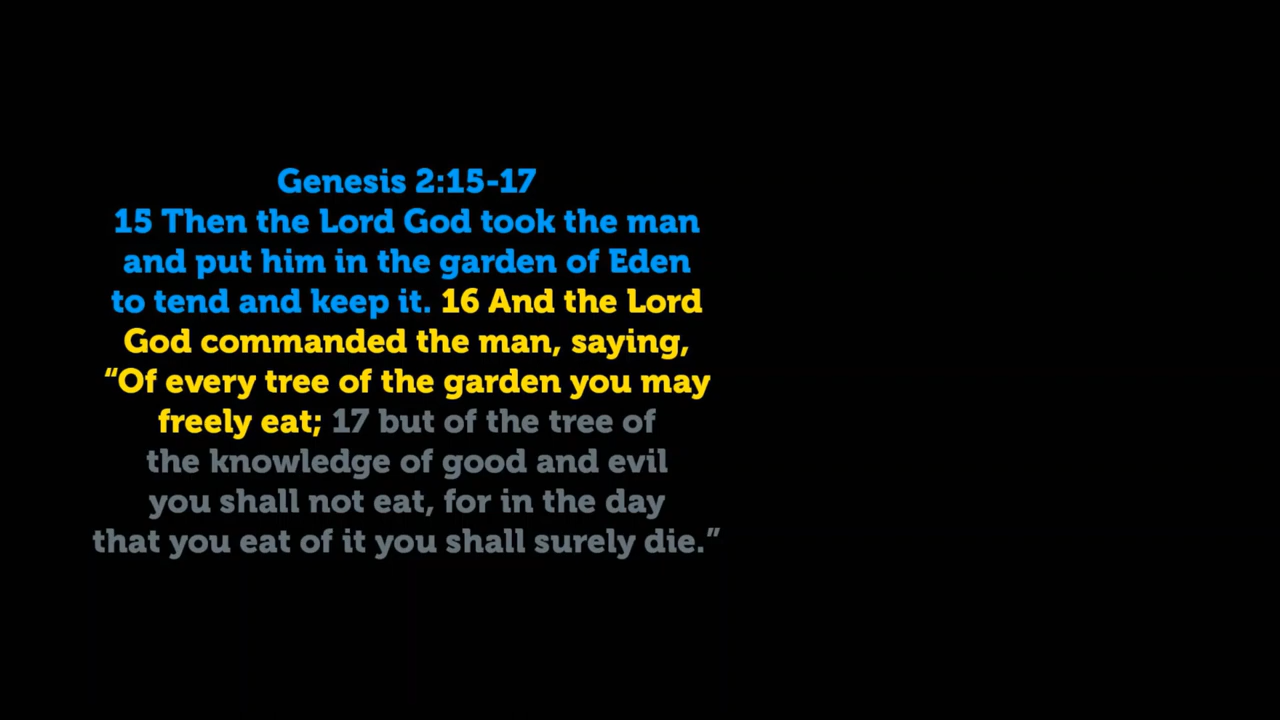 Genesis 2:15-17
15 Then the Lord God took the man
and put him in the garden of Eden
to tend and keep it. 16 And the Lord
God commanded the man, saying,
“Of every tree of the garden you may
freely eat; 17 but of the tree of
the knowledge of good and evil
you shall not eat, for in the day
that you eat of it you shall surely die.”